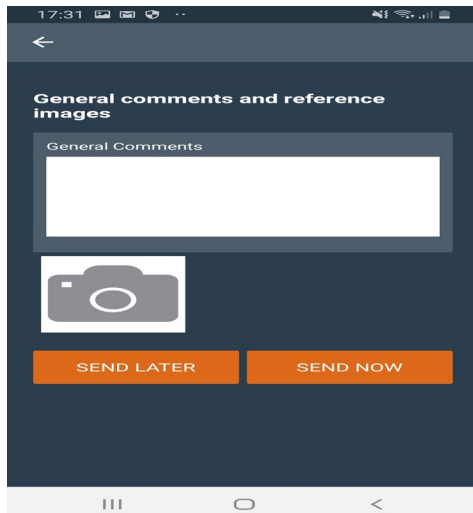 17:31
General comments and reference
images
General Comments
SEND LATER
SEND NOW